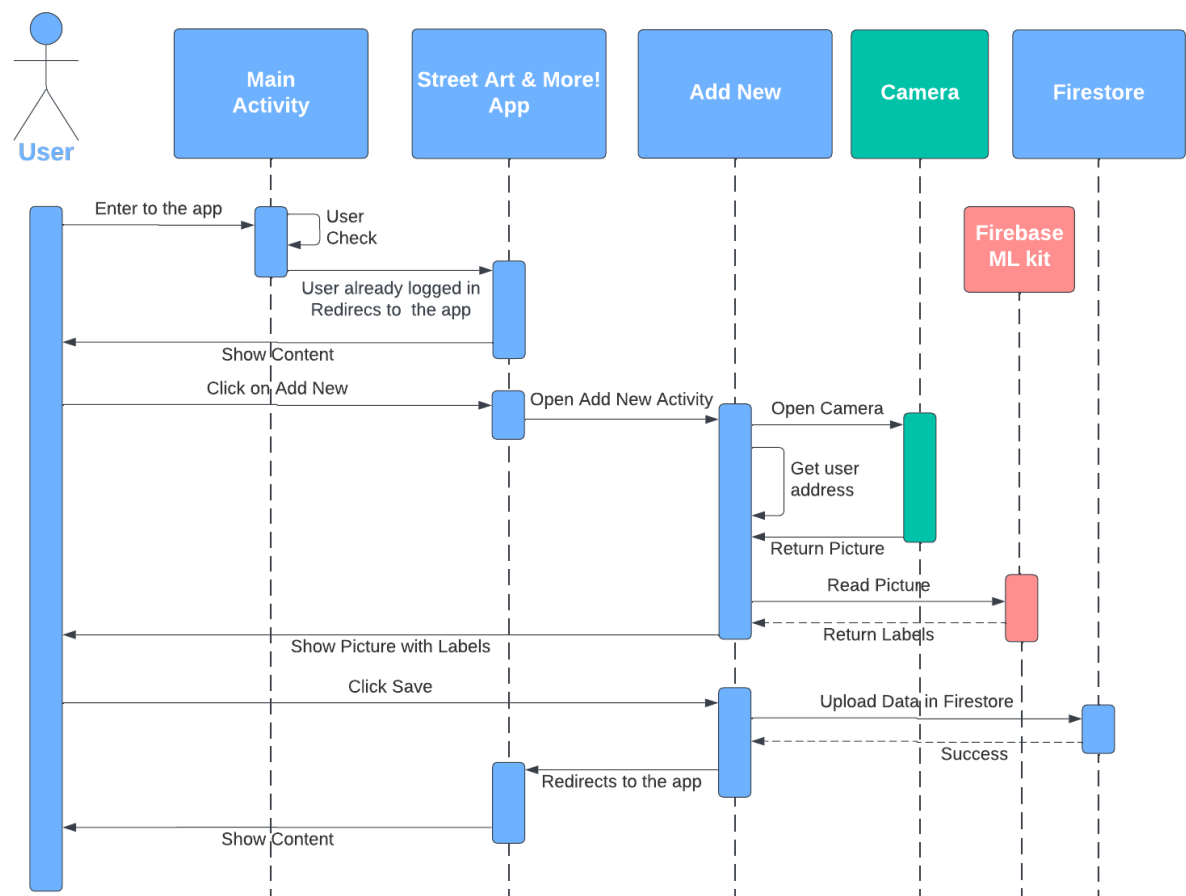 User
Main
Activity
Street Art & More!
App
Add New
Camera
Firestore
Firebase
ML kit
Enter to the app
User
Check
User already logged in
Redirecs to the app
Show Content
Click on Add New
Open Add New Activity
Open Camera
Get user
address
Return Picture
Read Picture
Return Labels
Show Picture with Labels
Click Save
Upload Data in Firestore
Success
Redirects to the app
Show Content